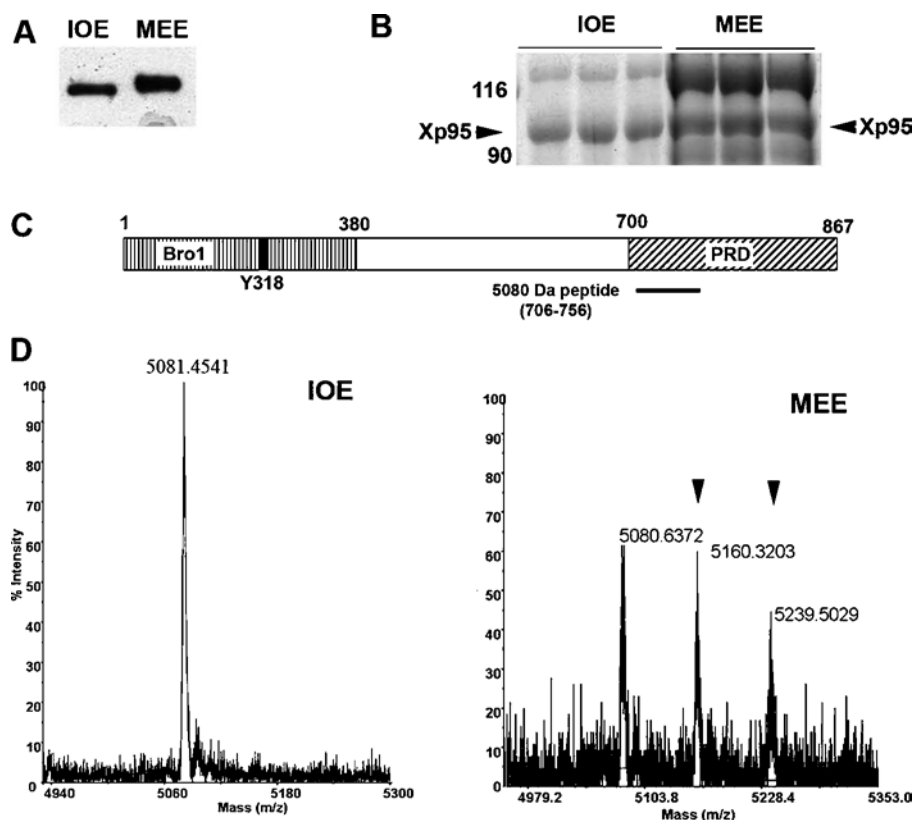 A
IOE MEE
B
IOE MEE
116
Xp95
Xp95
90
C
1 380 700 867
Bro1
PRD
Y318
5080 Da peptide
(706-756)
D
5081.4541
IOE
100
90
80
70
60
50
40
30
20
10
0
% Intensity
4940 5060 5180 5300
Mass (m/z)
MEE
100
90
80
70
60
50
40
30
20
10
0
5080.6372
5160.3203
5239.5029
4979.2 5103.8 5228.4 5353.0
Mass (m/z)